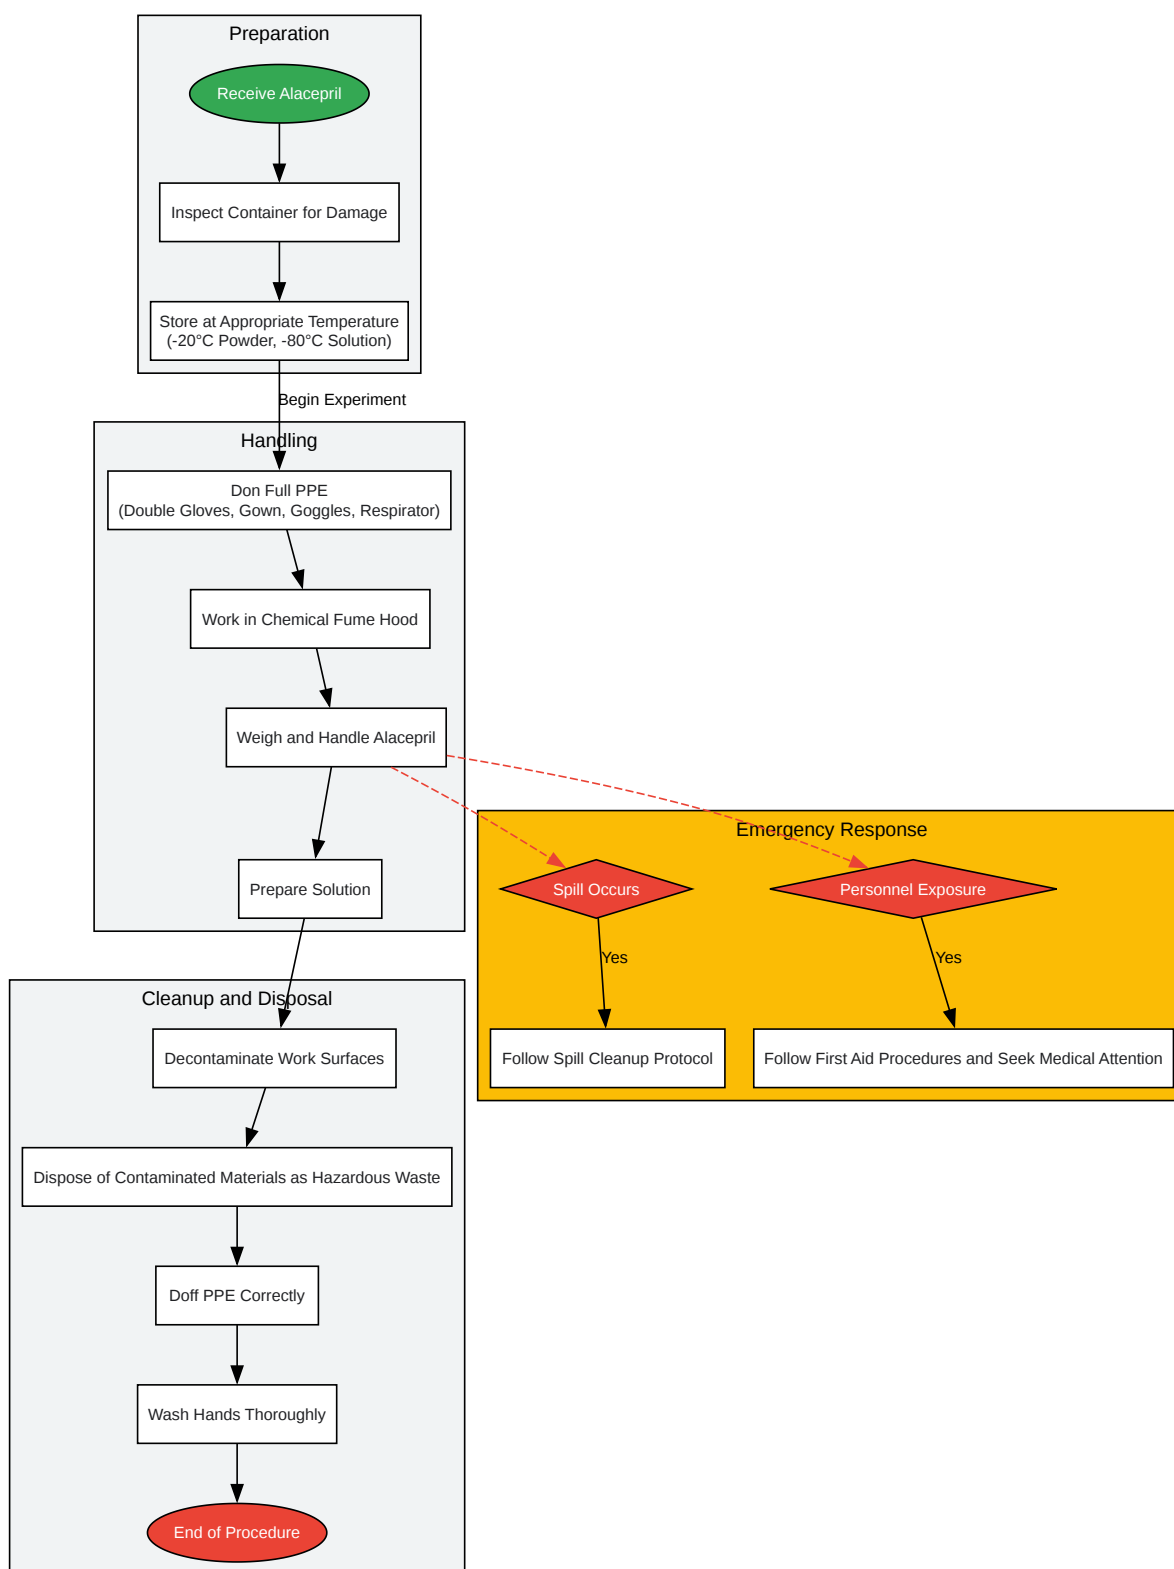 Preparation
Receive Alacepril
Inspect Container for Damage
Store at Appropriate Temperature
(-20°C Powder, -80°C Solution)
Begin Experiment
Handling
Don Full PPE
(Double Gloves, Gown, Goggles, Respirator)
Work in Chemical Fume Hood
Weigh and Handle Alacepril
Prepare Solution
Emergency Response
Spill Occurs
Personnel Exposure
Yes
Yes
Follow Spill Cleanup Protocol
Follow First Aid Procedures and Seek Medical Attention
Cleanup and Disposal
Decontaminate Work Surfaces
Dispose of Contaminated Materials as Hazardous Waste
Doff PPE Correctly
Wash Hands Thoroughly
End of Procedure